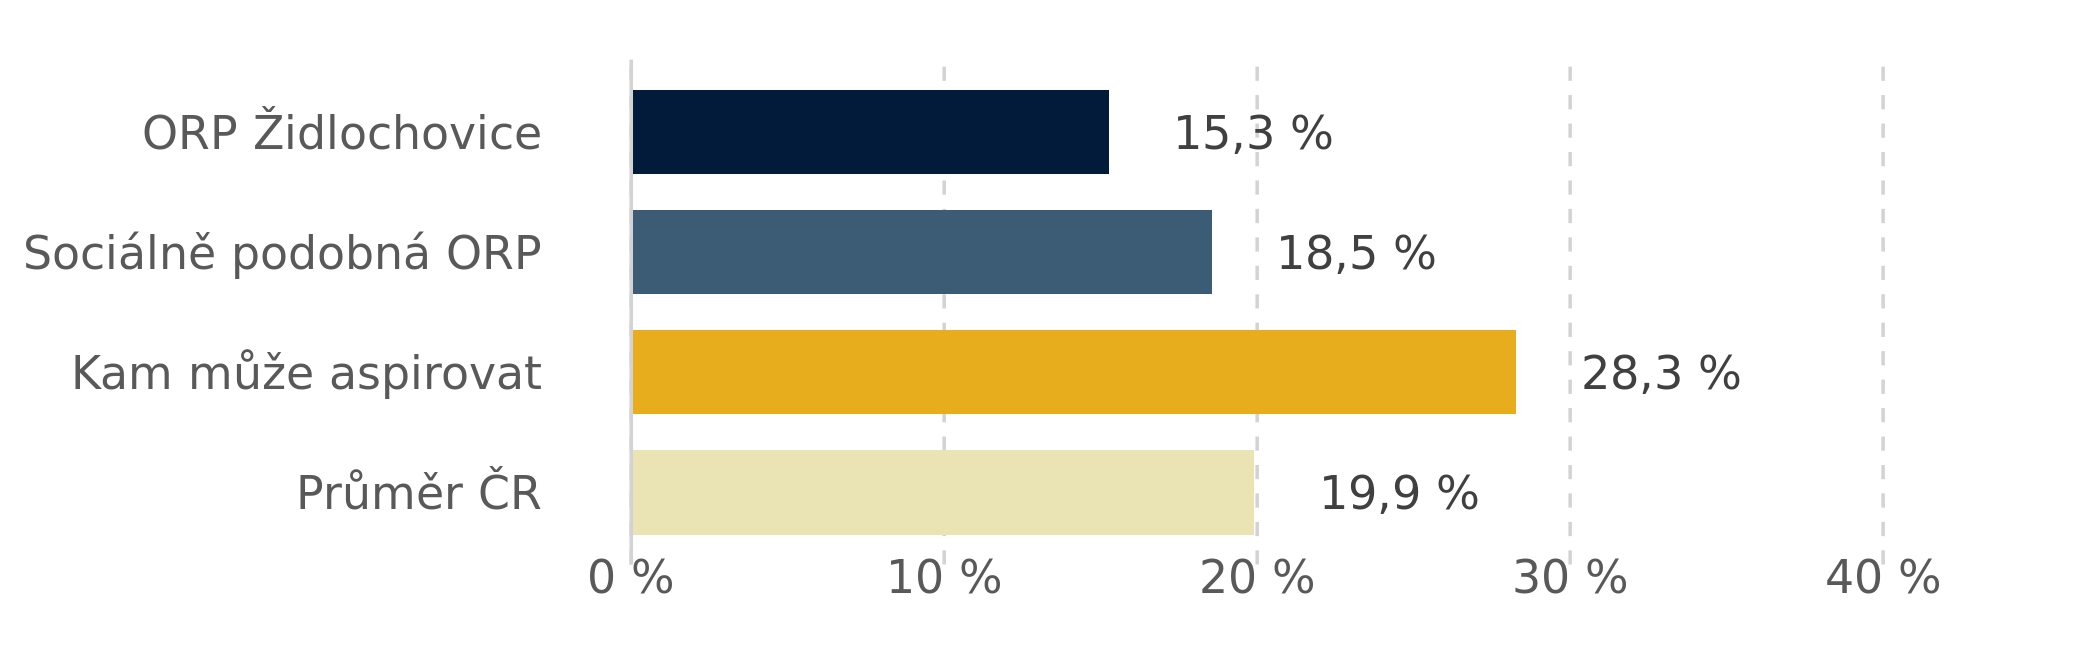 ORP Židlochovice 15,3 %
Sociálně podobná ORP 18,5 %
Kam může aspirovat 28,3 %
Průměr ČR 19,9 %
0 % 10 % 20 % 30 % 40 %